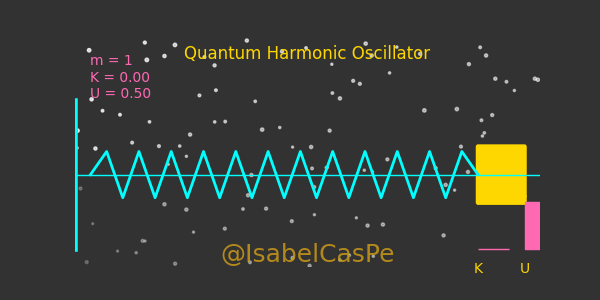 Quantum Harmonic Oscillator
m = 1
K = 0.00
U = 0.50
@IsabelCasPe
K U